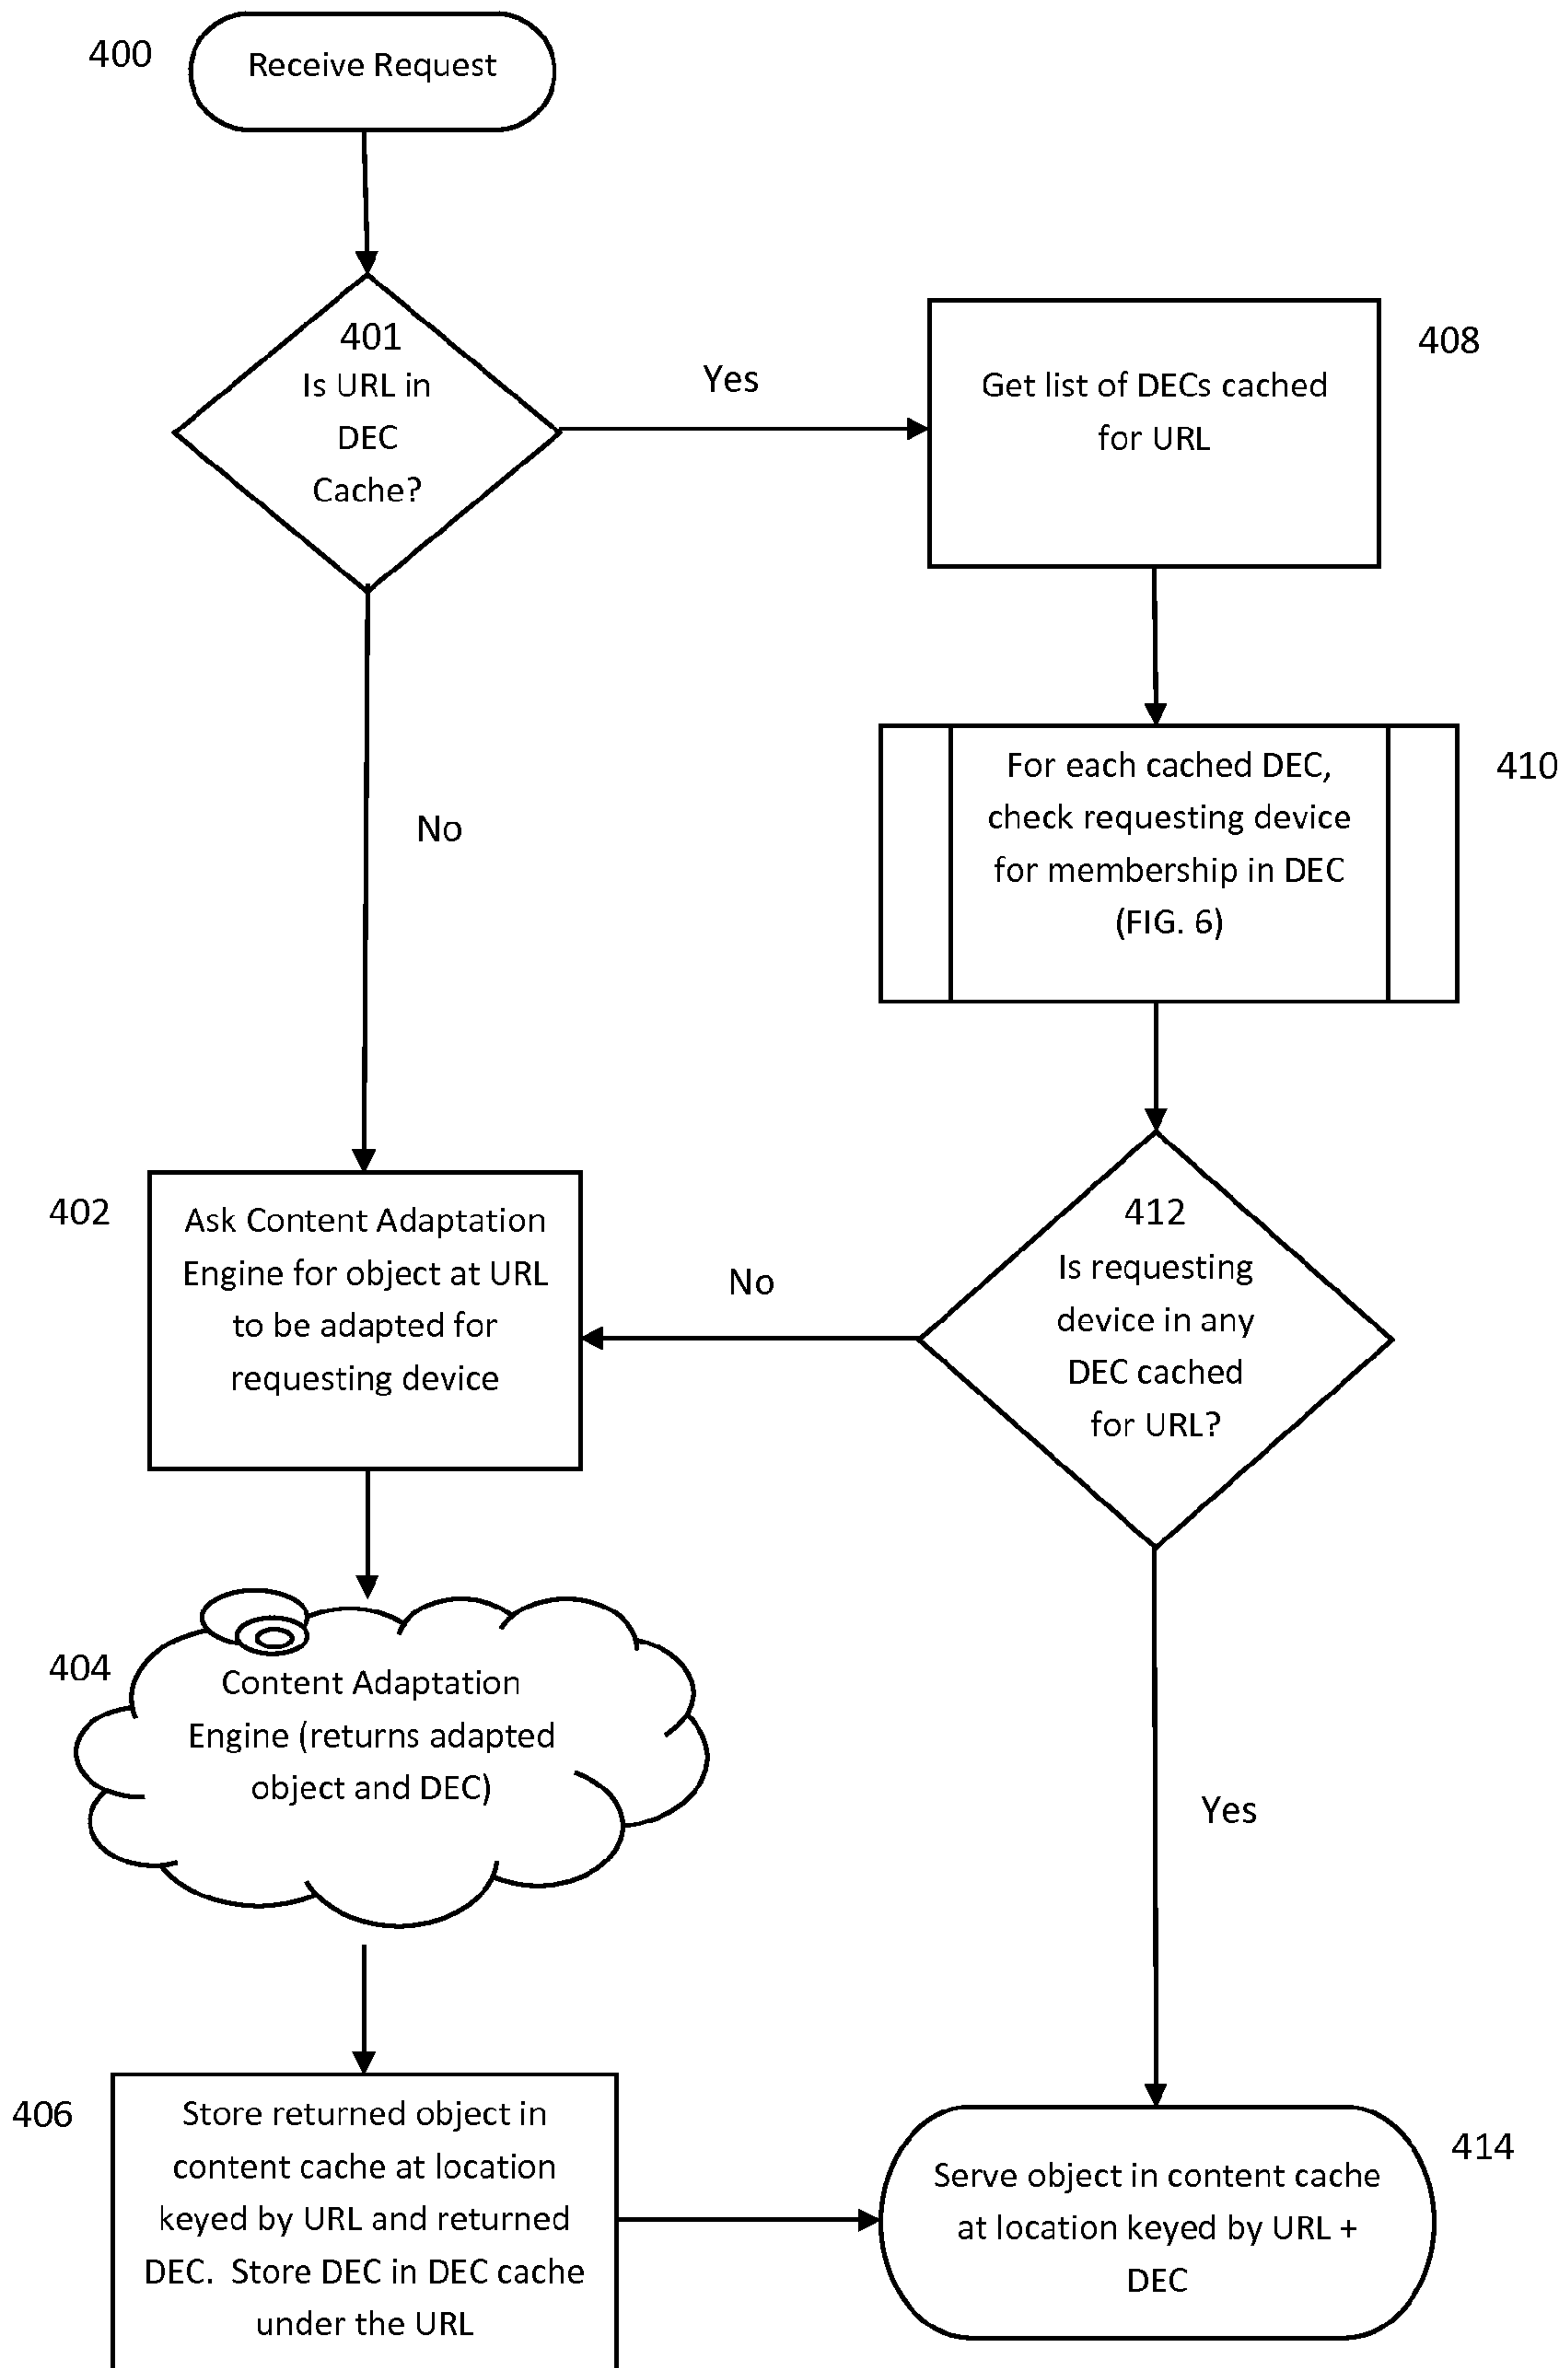 400
Receive Request
401
Is URL in
DEC
Cache?
Yes
408
Get list of DECs cached
for URL
No
410
For each cached DEC,
check requesting device
for membership in DEC
(FIG. 6)
402
Ask Content Adaptation
Engine for object at URL
to be adapted for
requesting device
No
412
Is requesting
device in any
DEC cached
for URL?
404
Content Adaptation
Engine (returns adapted
object and DEC)
Yes
406
Store returned object in
content cache at location
keyed by URL and returned
DEC.  Store DEC in DEC cache
under the URL
414
Serve object in content cache
at location keyed by URL +
DEC